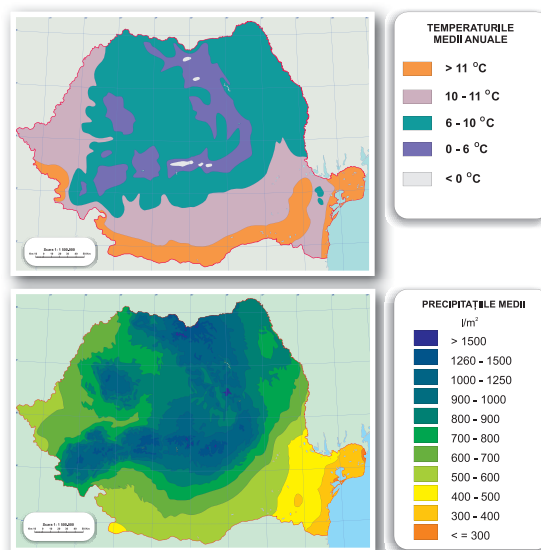 TEMPERATURILE
MEDII ANUALE
> 11 °C
10 - 11 °C
6 - 10 °C
0 - 6 °C
< 0 °C
PRECIPITAȚIILE MEDII
l/m²
> 1500
1260 - 1500
1000 - 1250
900 - 1000
800 - 900
700 - 800
600 - 700
500 - 600
400 - 500
300 - 400
< = 300